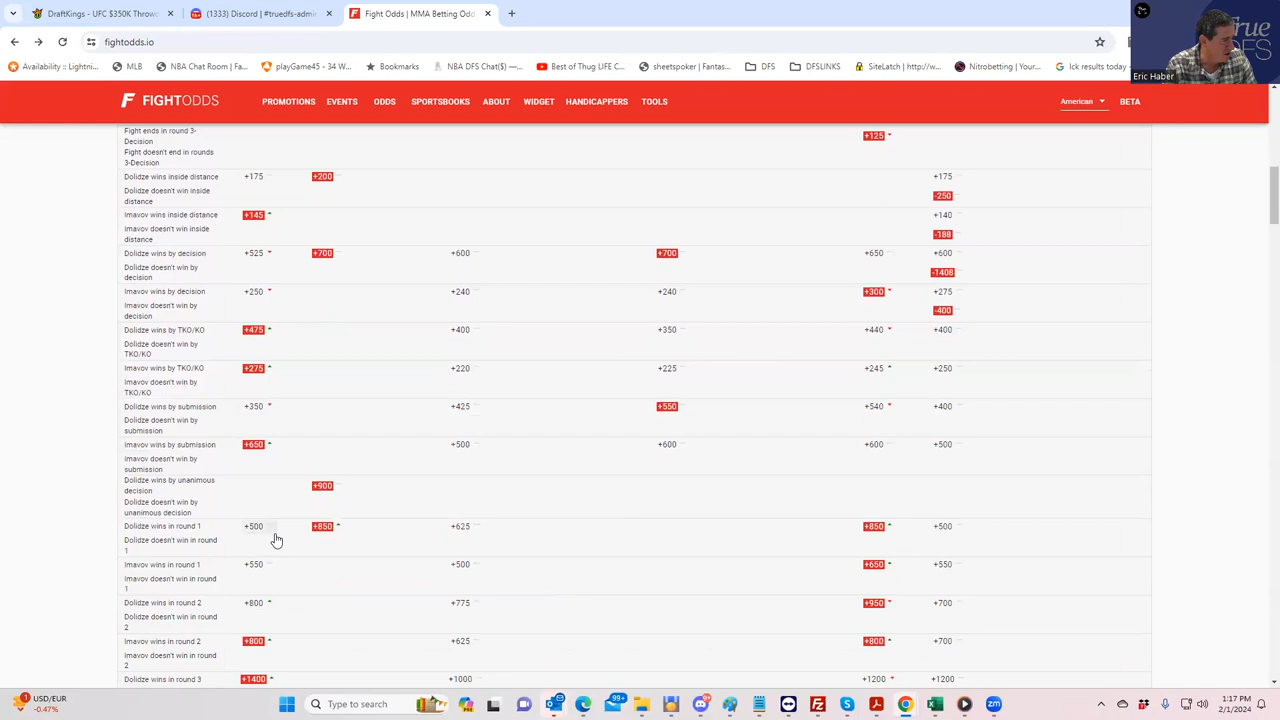 DraftKings - UFC $350K Throw
(1333) Discord | #truedfs-admi
Fight Odds | MMA Betting Odd
fightodds.io
Availability :: Lightni...
MLB
NBA Chat Room | Fa...
playGame45 - 34 W...
Bookmarks
NBA DFS Chat($) —...
Best of Thug LIFE C...
sheetspoker | Fantas...
DFS
DFSLINKS
SiteLatch | http://w...
Nitrobetting | Your...
Ick results today - G
True
DFS
Eric Haber
FIGHTODDS
PROMOTIONS EVENTS ODDS SPORTSBOOKS ABOUT WIDGET HANDICAPPERS TOOLS American BETA
Fight ends in round 3-
Decision +125
Fight doesn't end in rounds
3-Decision
Dolidze wins inside distance +175 +200 +175
Dolidze doesn't win inside
distance -250
Imavov wins inside distance +145 +140
Imavov doesn't win inside
distance -188
Dolidze wins by decision +525 +700 +600 +700 +650 +600
Dolidze doesn't win by
decision -1408
Imavov wins by decision +250 +240 +240 +300 +275
Imavov doesn't win by
decision -400
Dolidze wins by TKO/KO +475 +400 +350 +440 +400
Dolidze doesn't win by
TKO/KO
Imavov wins by TKO/KO +275 +220 +225 +245 +250
Imavov doesn't win by
TKO/KO
Dolidze wins by submission +350 +425 +550 +540 +400
Dolidze doesn't win by
submission
Imavov wins by submission +650 +500 +600 +600 +500
Imavov doesn't win by
submission
Dolidze wins by unanimous
decision +900
Dolidze doesn't win by
unanimous decision
Dolidze wins in round 1 +500 +850 +625 +850 +500
Dolidze doesn't win in round
1
Imavov wins in round 1 +550 +500 +650 +550
Imavov doesn't win in round
1
Dolidze wins in round 2 +800 +775 +950 +700
Dolidze doesn't win in round
2
Imavov wins in round 2 +800 +625 +800 +700
Imavov doesn't win in round
2
Dolidze wins in round 3 +1400 +1000 +1200 +1200
1
USD/EUR
-0.47%
Type here to search
99+
1:17 PM
2/1/2024